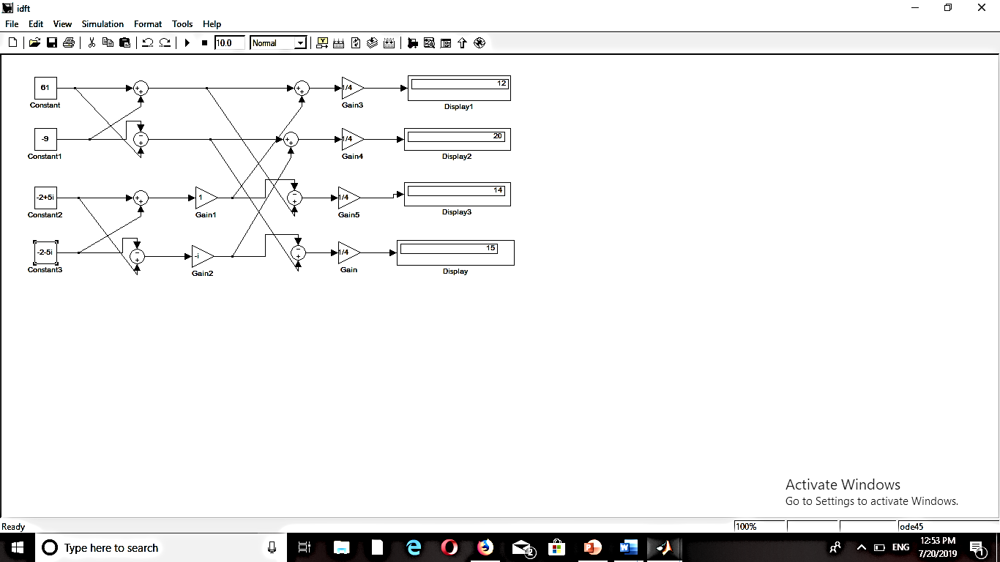 idft
File Edit View Simulation Format Tools Help
10.0 Normal
61 + + + + 1/4 12
Constant Gain3 Display1
-9 - + + + 1/4 20
Constant1 Gain4 Display2
-2+5i + + 1 - + 1/4 14
Constant2 Gain1 Gain5 Display3
-2-5i - + -i - + 1/4 15
Constant3 Gain2 Gain Display
Activate Windows
Go to Settings to activate Windows.
Ready 100% ode45
Type here to search 2 ENG 12:53 PM 1
7/20/2019